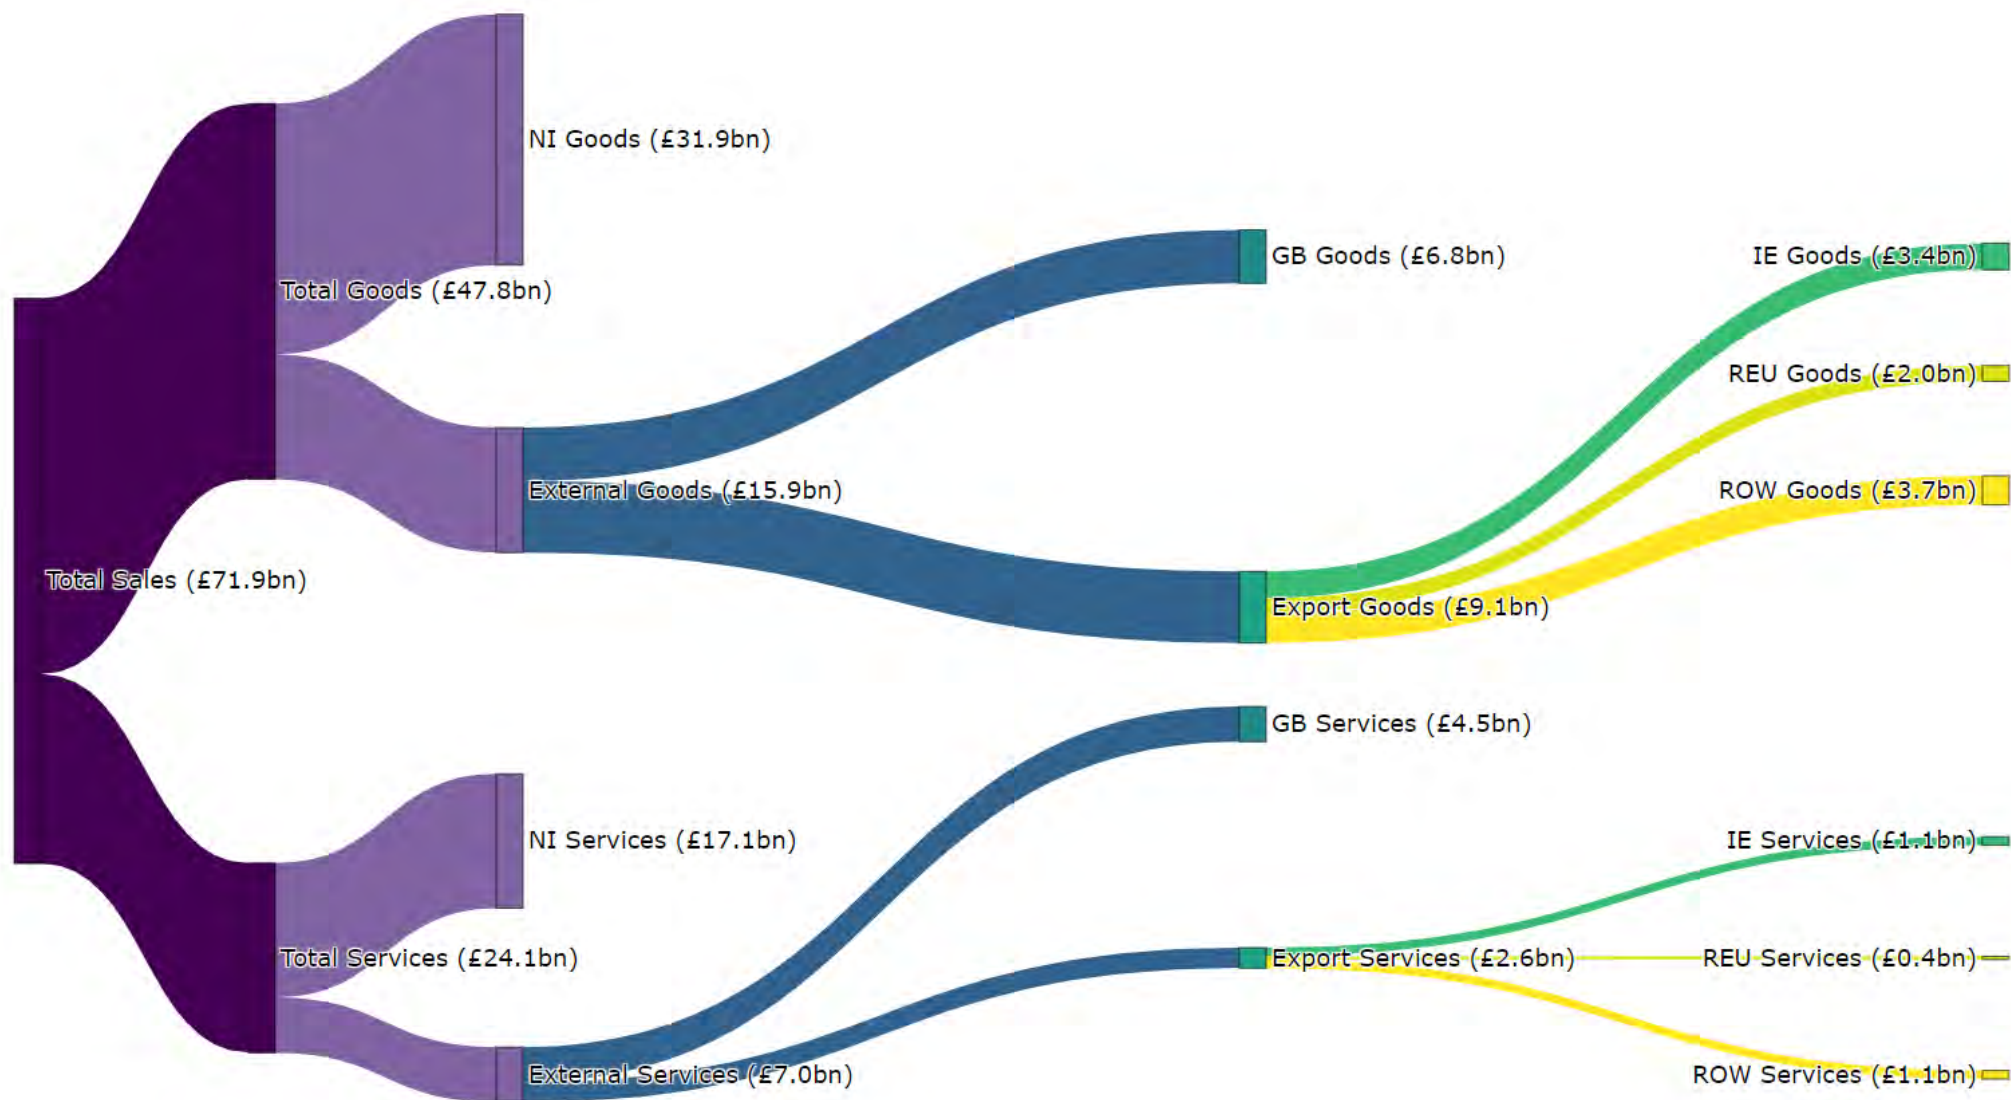 NI Goods (£31.9bn)
GB Goods (£6.8bn)
IE Goods (£3.4bn)
Total Goods (£47.8bn)
REU Goods (£2.0bn)
External Goods (£15.9bn)
ROW Goods (£3.7bn)
Total Sales (£71.9bn)
Export Goods (£9.1bn)
GB Services (£4.5bn)
NI Services (£17.1bn)
IE Services (£1.1bn)
Total Services (£24.1bn)
Export Services (£2.6bn)
REU Services (£0.4bn)
External Services (£7.0bn)
ROW Services (£1.1bn)